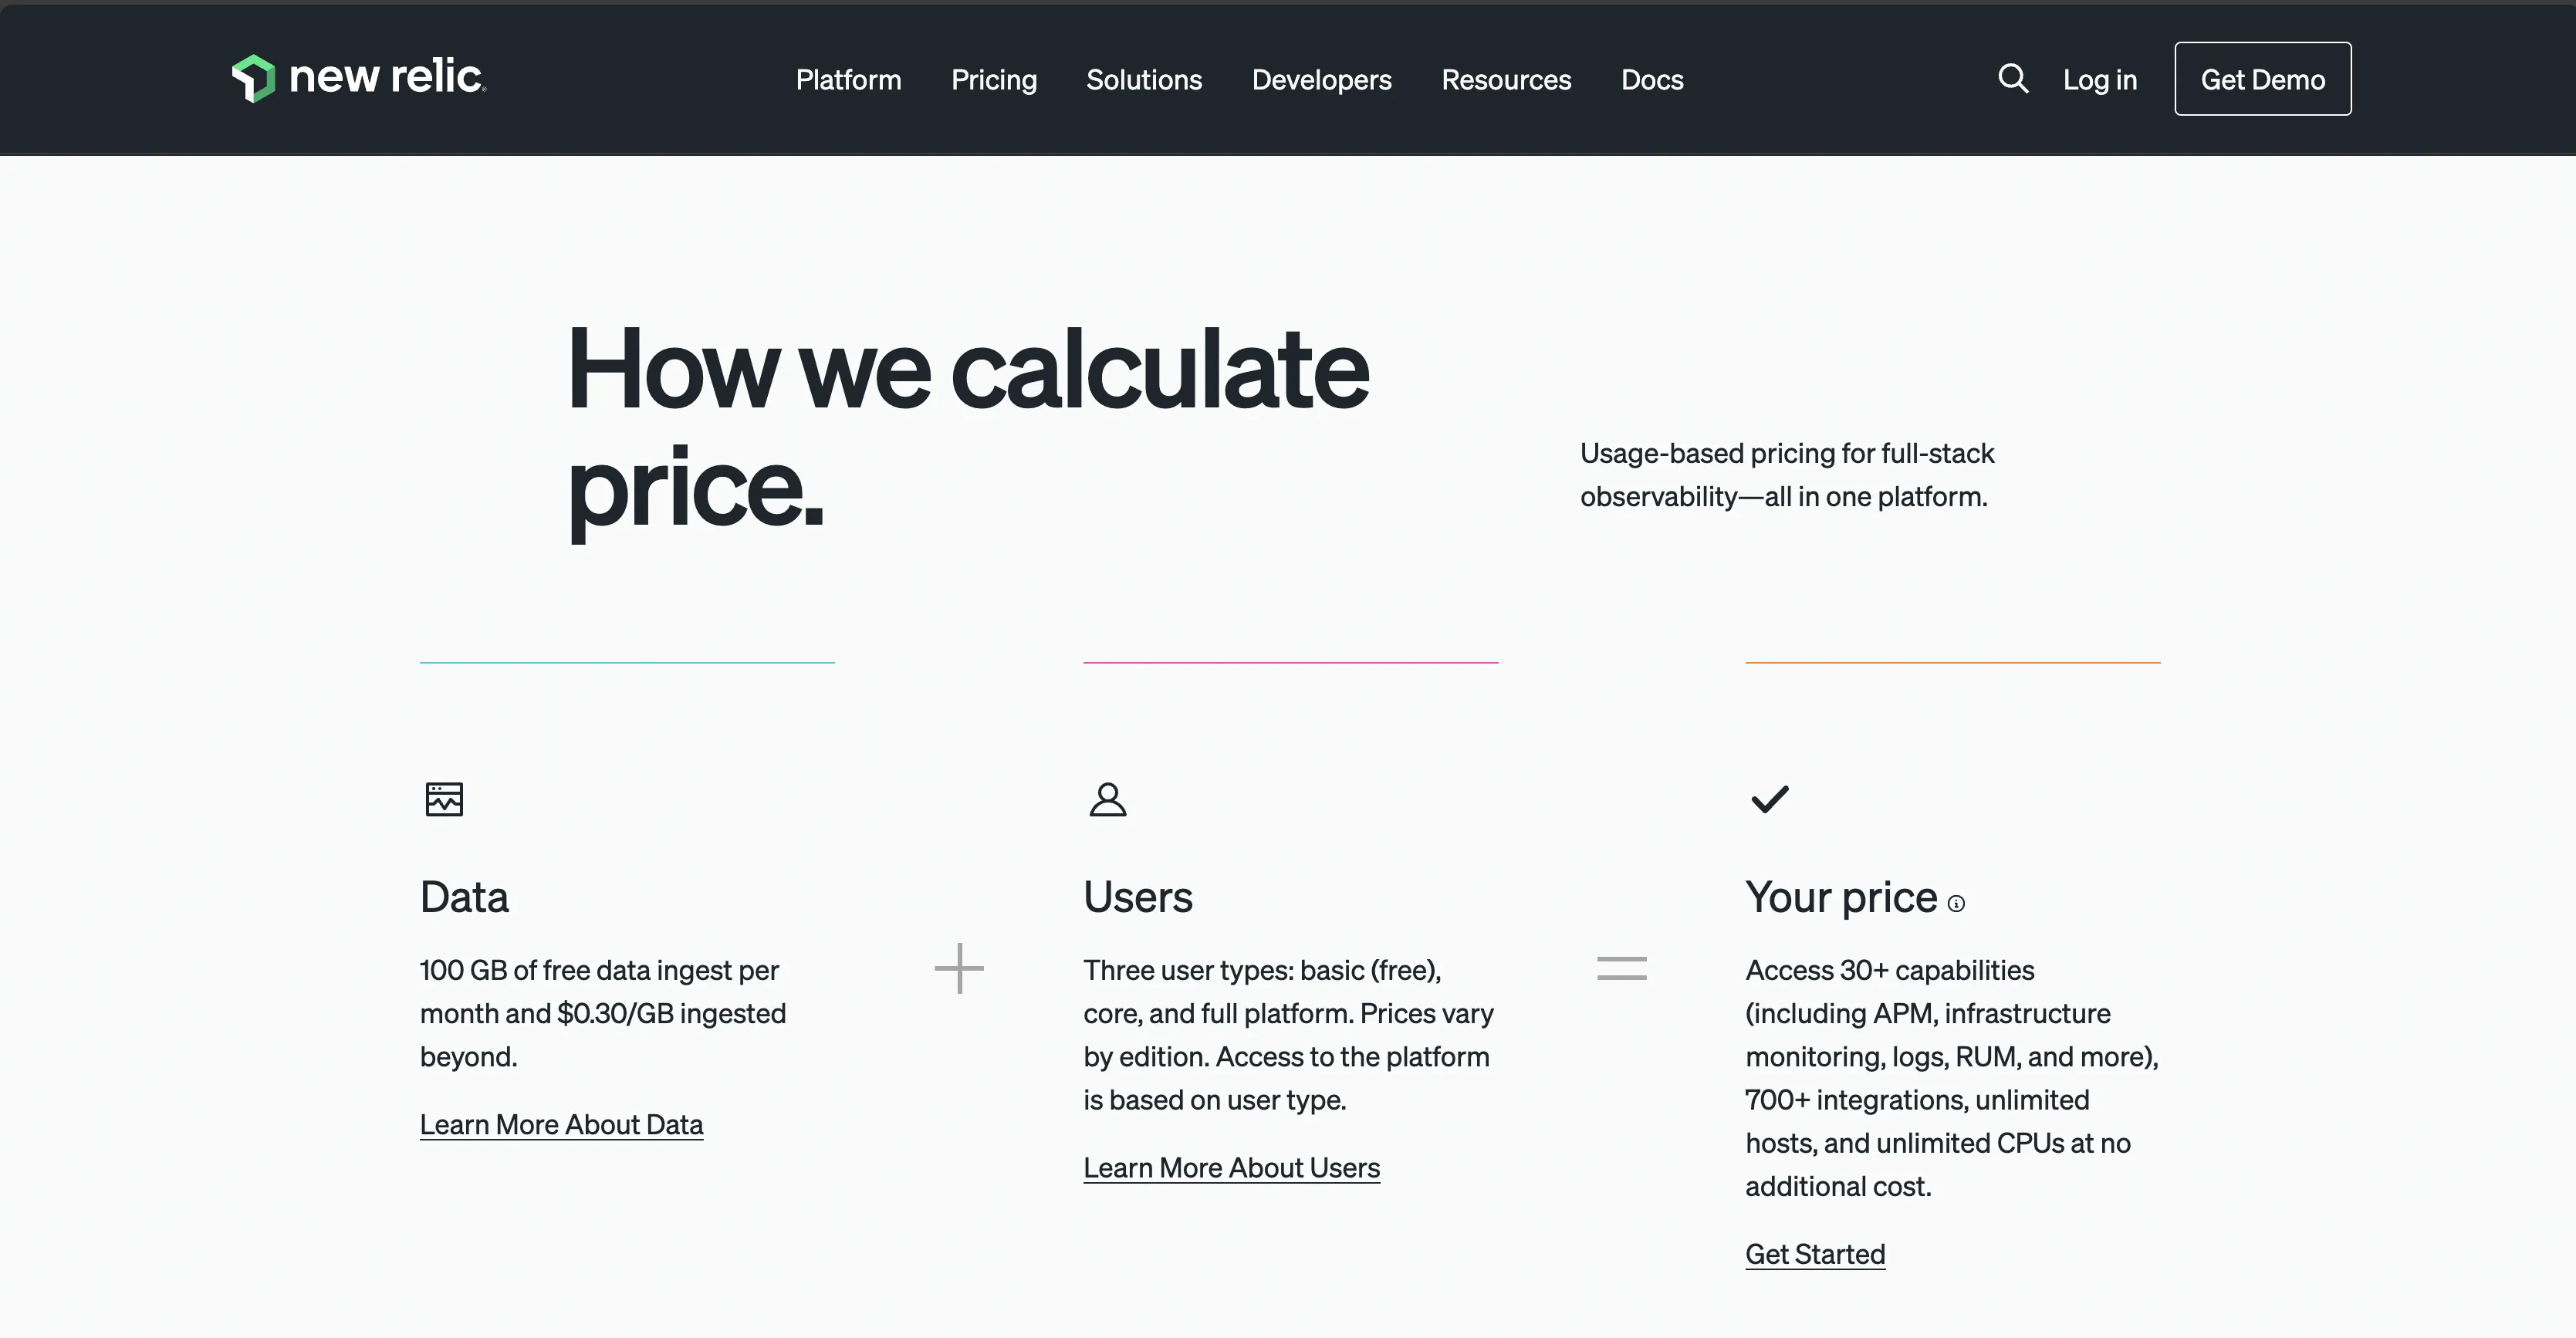 new relic
Platform
Pricing
Solutions
Developers
Resources
Docs
Log in
Get Demo
How we calculate
price.
Usage-based pricing for full-stack
observability—all in one platform.
Data
100 GB of free data ingest per
month and $0.30/GB ingested
beyond.
Learn More About Data
Users
Three user types: basic (free),
core, and full platform. Prices vary
by edition. Access to the platform
is based on user type.
Learn More About Users
Your price
Access 30+ capabilities
(including APM, infrastructure
monitoring, logs, RUM, and more),
700+ integrations, unlimited
hosts, and unlimited CPUs at no
additional cost.
Get Started